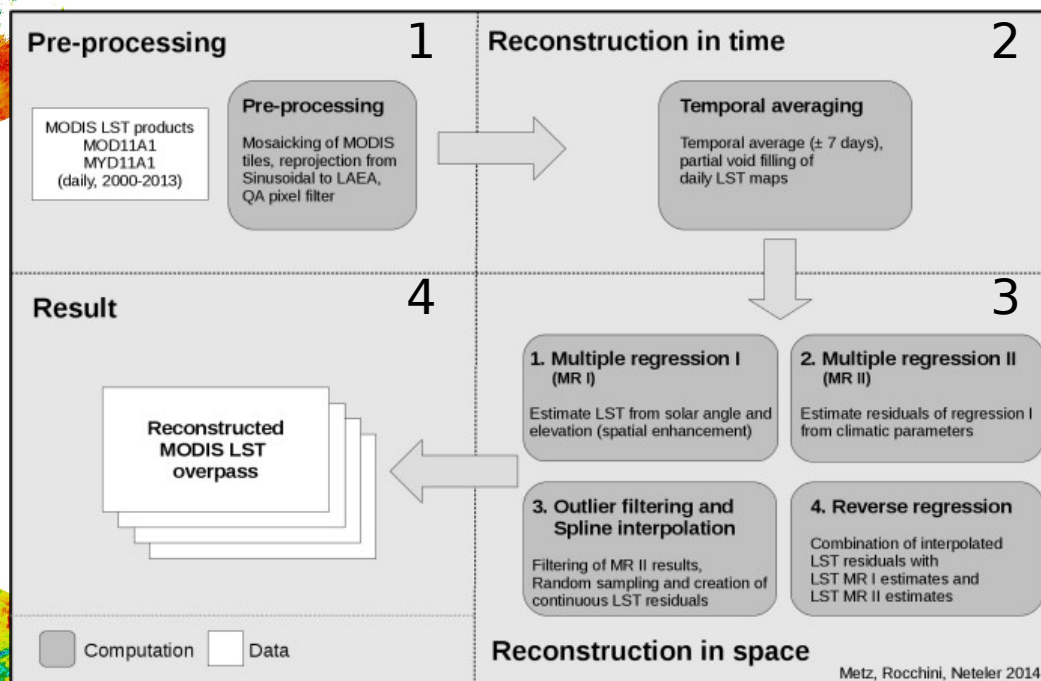 Pre-processing
1
MODIS LST products
MOD11A1
MYD11A1
(daily, 2000-2013)
Pre-processing
Mosaicking of MODIS
tiles, reprojection from
Sinusoidal to LAEA,
QA pixel filter
Reconstruction in time
2
Temporal averaging
Temporal average (± 7 days),
partial void filling of
daily LST maps
3
1. Multiple regression I
(MR I)
Estimate LST from solar angle and
elevation (spatial enhancement)
2. Multiple regression II
(MR II)
Estimate residuals of regression I
from climatic parameters
3. Outlier filtering and
Spline interpolation
Filtering of MR II results,
Random sampling and creation of
continuous LST residuals
4. Reverse regression
Combination of interpolated
LST residuals with
LST MR I estimates and
LST MR II estimates
Reconstruction in space
Metz, Rocchini, Neteler 2014
Result
4
Reconstructed
MODIS LST
overpass
Computation
Data